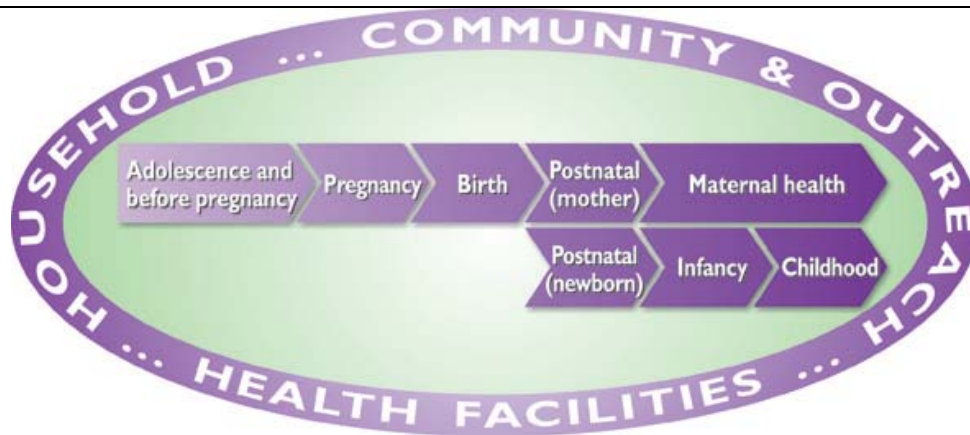 HOUSEHOLD ... COMMUNITY & OUTREACH ... HEALTH FACILITIES ...
Adolescence and
before pregnancy
Pregnancy
Birth
Postnatal
(mother)
Maternal health
Postnatal
(newborn)
Infancy
Childhood